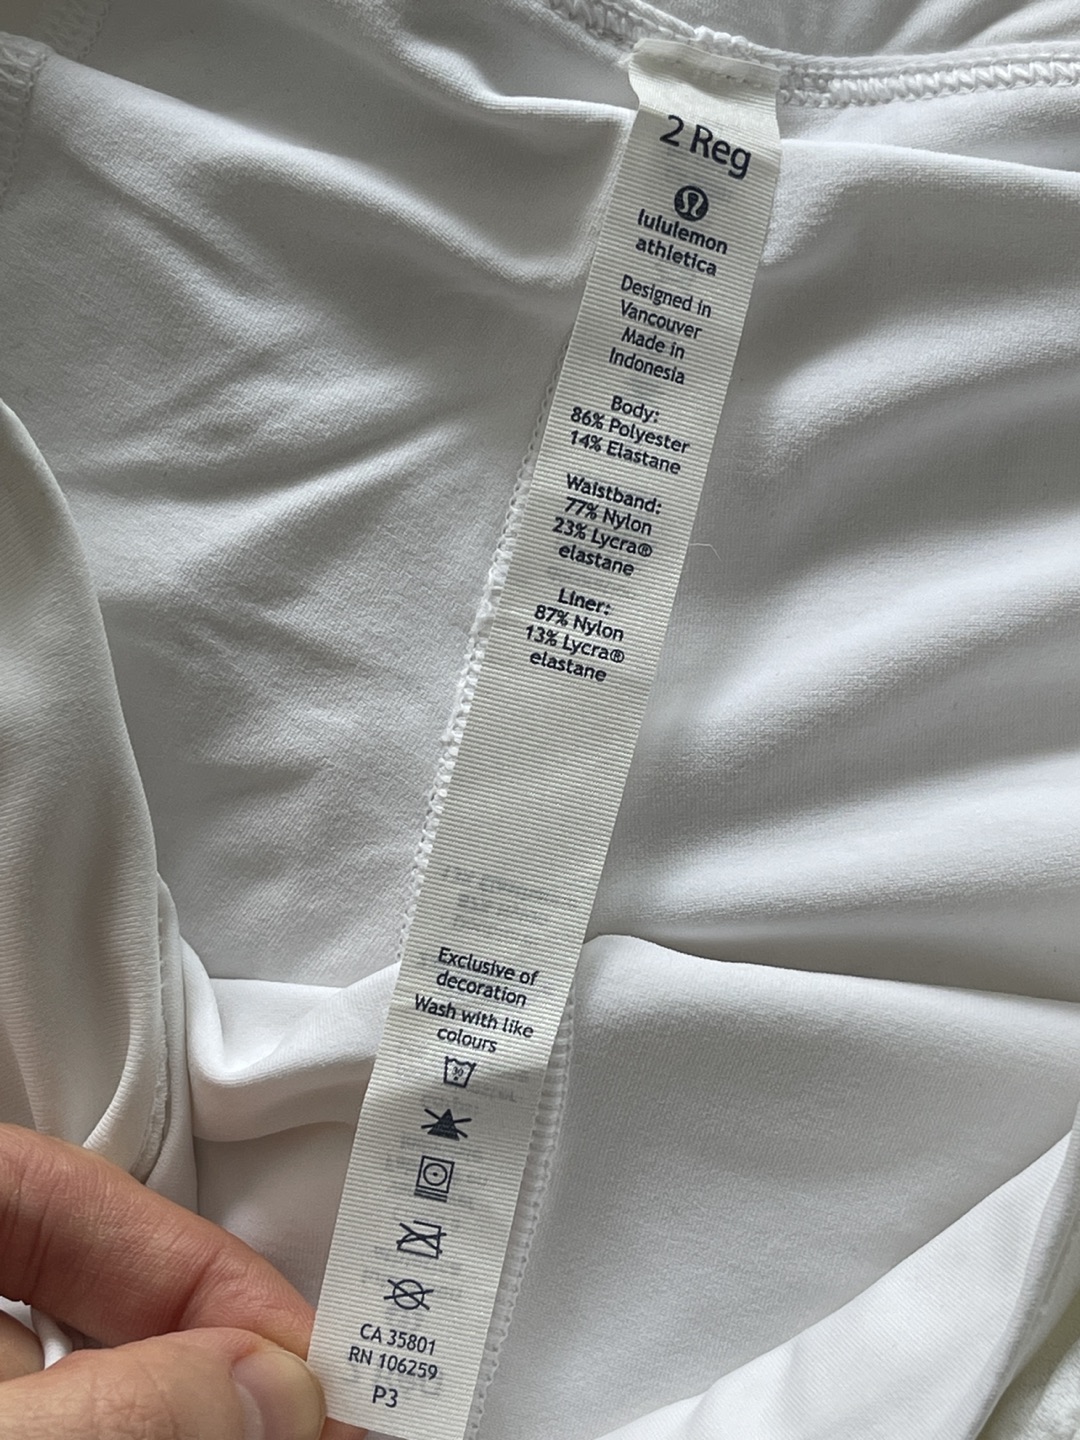 2 Reg
lululemon
athletica
Designed in
Vancouver
Made in
Indonesia
Body:
86% Polyester
14% Elastane
Waistband:
77% Nylon
23% Lycra®
elastane
Liner:
87% Nylon
13% Lycra®
elastane
Exclusive of
decoration
Wash with like
colours
30
CA 35801
RN 106259
P3